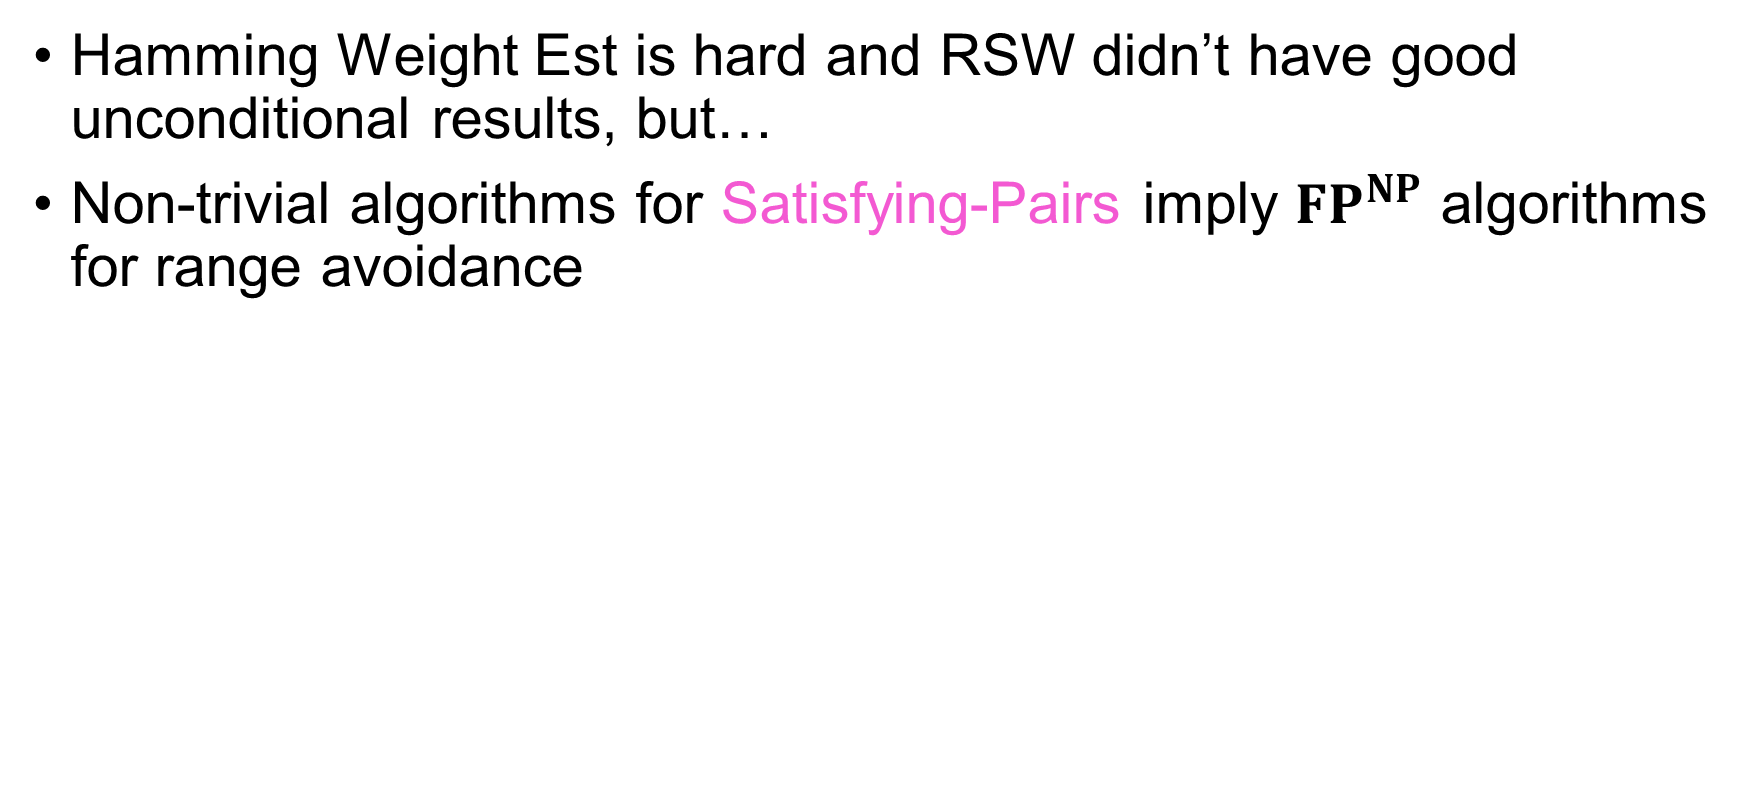 • Hamming Weight Est is hard and RSW didn’t have good
unconditional results, but…
• Non-trivial algorithms for Satisfying-Pairs imply FP^NP algorithms
for range avoidance